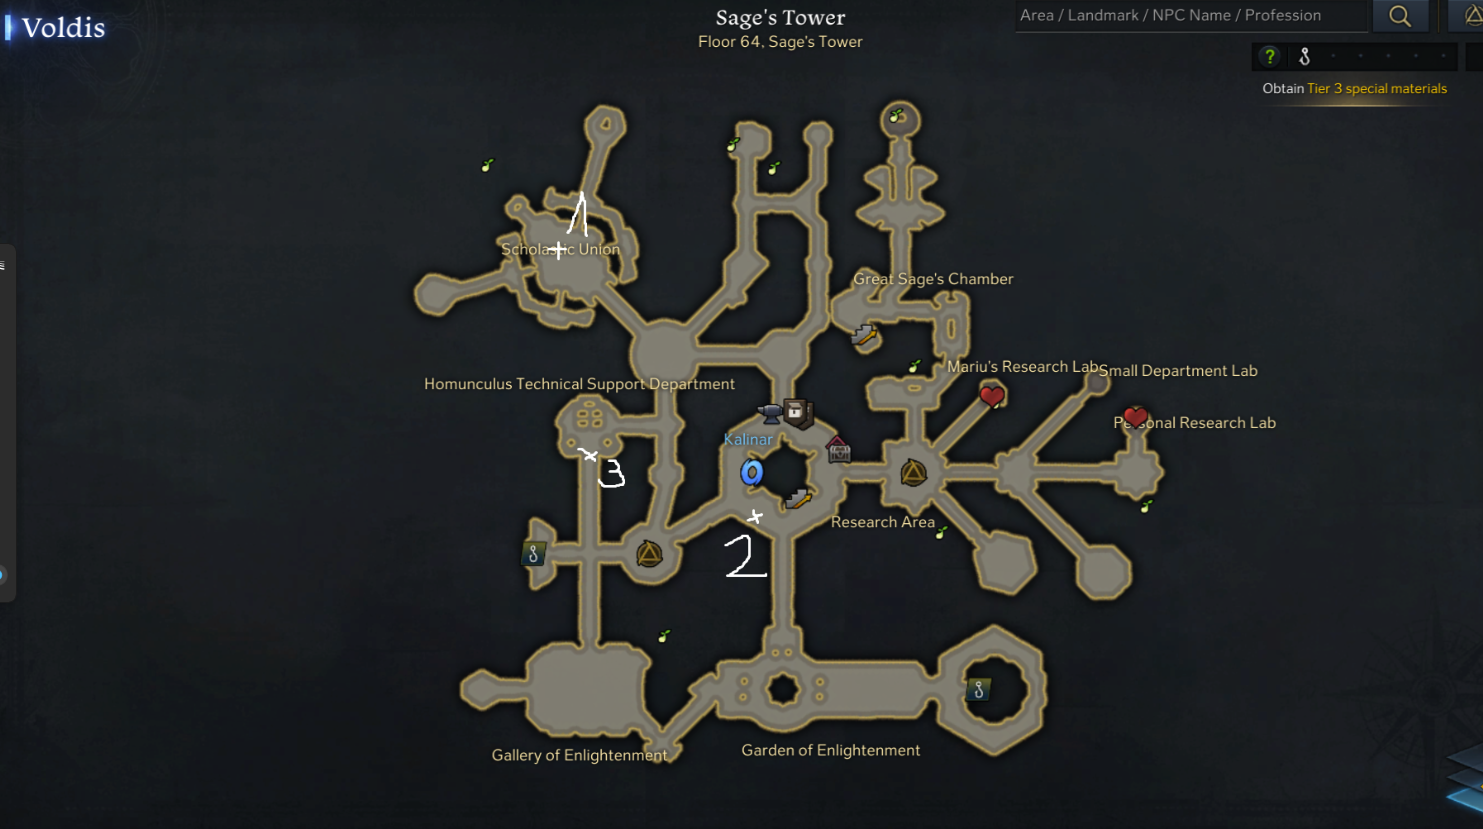 Voldis
Sage's Tower
Floor 64, Sage's Tower
Area / Landmark / NPC Name / Profession
?
Obtain Tier 3 special materials
1
Scholastic Union
Great Sage's Chamber
Mariu's Research Lab
Small Department Lab
Homunculus Technical Support Department
Personal Research Lab
Kalinar
3
Research Area
2
Gallery of Enlightenment
Garden of Enlightenment